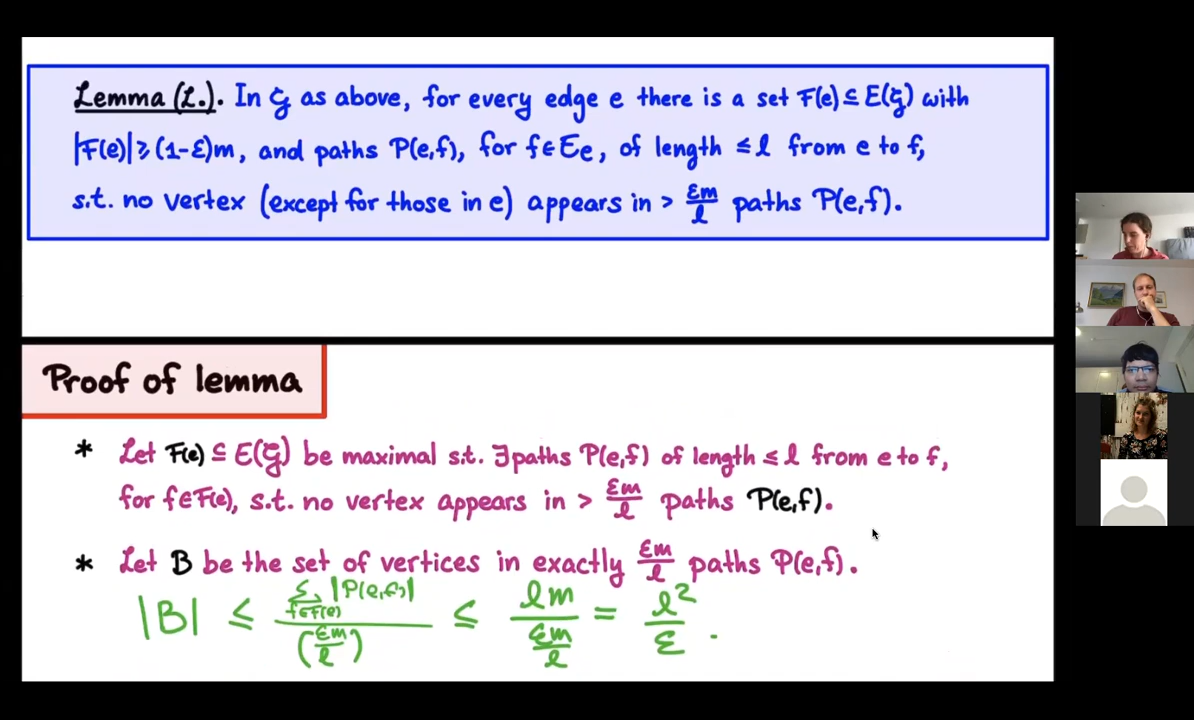 Lemma (L.). In G as above, for every edge e there is a set F(e) ⊆ E(G) with
|F(e)| ≥ (1-ε)m, and paths P(e,f), for f∈E_e, of length ≤ℓ from e to f,
s.t. no vertex (except for those in e) appears in > εm/ℓ paths P(e,f).
Proof of lemma
* Let F(e) ⊆ E(G) be maximal s.t. ∃paths P(e,f) of length ≤ℓ from e to f,
for f∈F(e), s.t. no vertex appears in > εm/ℓ paths P(e,f).
* Let B be the set of vertices in exactly εm/ℓ paths P(e,f).
|B| ≤ Σ_{f∈F(e)} |P(e,f)| / (εm/ℓ) ≤ ℓm / (εm/ℓ) = ℓ²/ε .